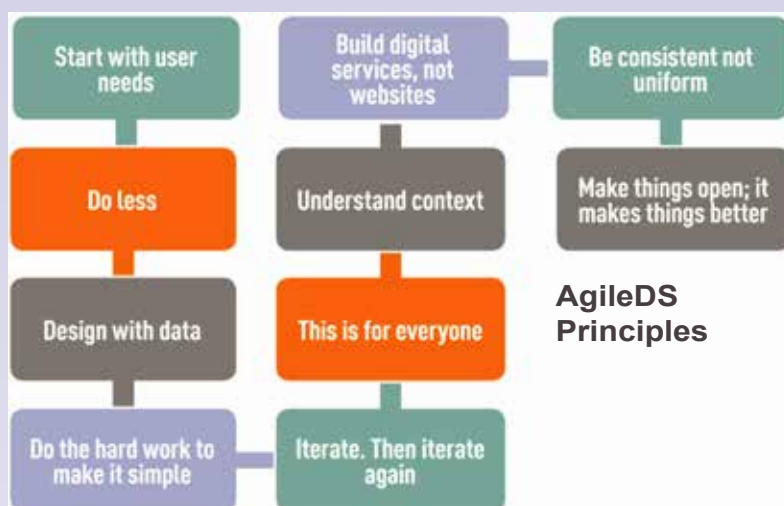 Start with user
needs
Do less
Design with data
Do the hard work to
make it simple
Iterate. Then iterate
again
This is for everyone
Understand context
Build digital
services, not
websites
Be consistent not
uniform
Make things open; it
makes things better
AgileDS
Principles